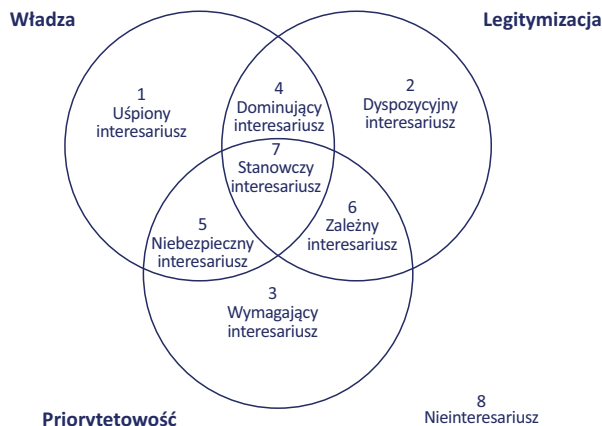 Władza
Legitymizacja
1
Uśpiony
interesariusz
4
Dominujący
interesariusz
2
Dyspozycyjny
interesariusz
7
Stanowczy
interesariusz
5
Niebezpieczny
interesariusz
6
Zależny
interesariusz
3
Wymagający
interesariusz
Priorytetowość
8
Nieinteresariusz